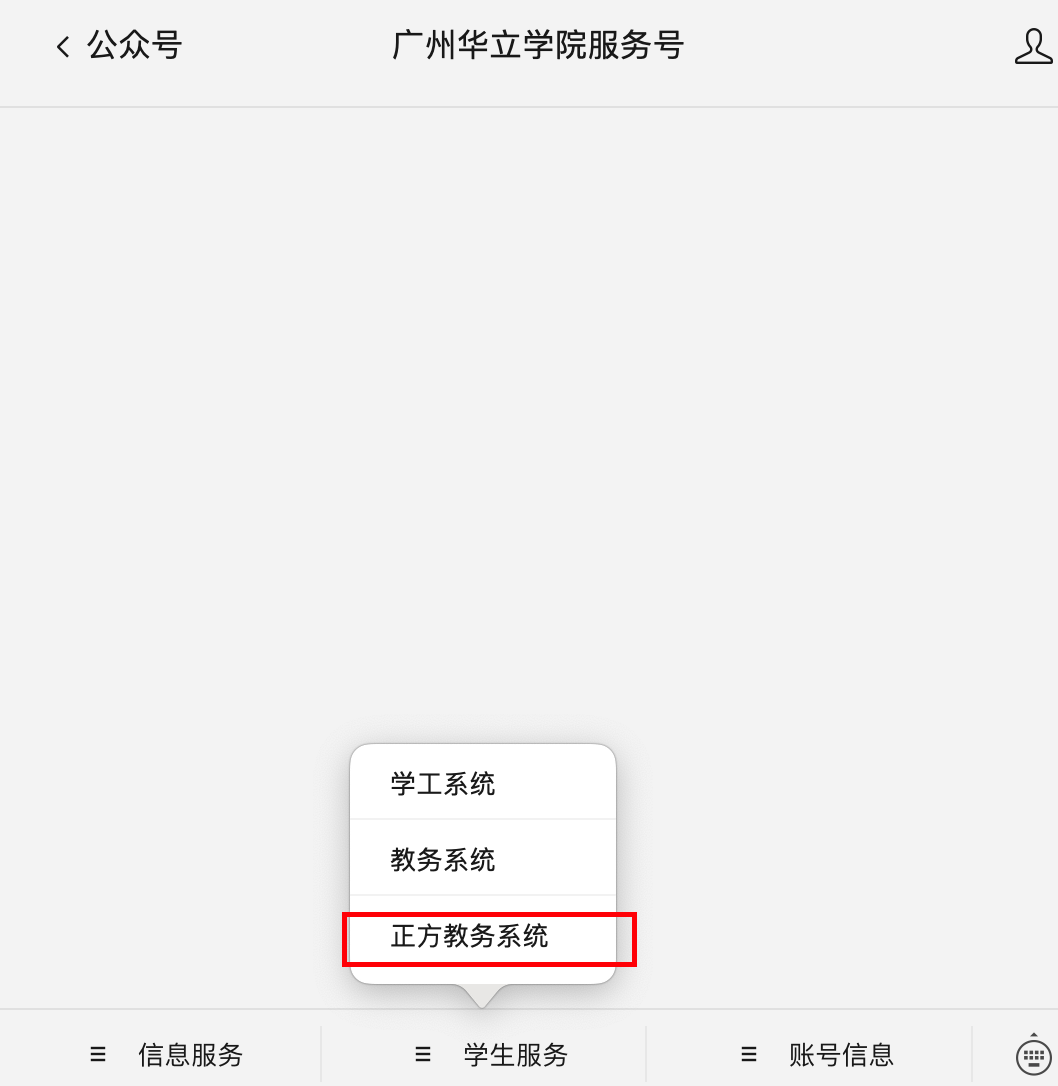 公众号
广州华立学院服务号
学工系统
教务系统
正方教务系统
信息服务
学生服务
账号信息